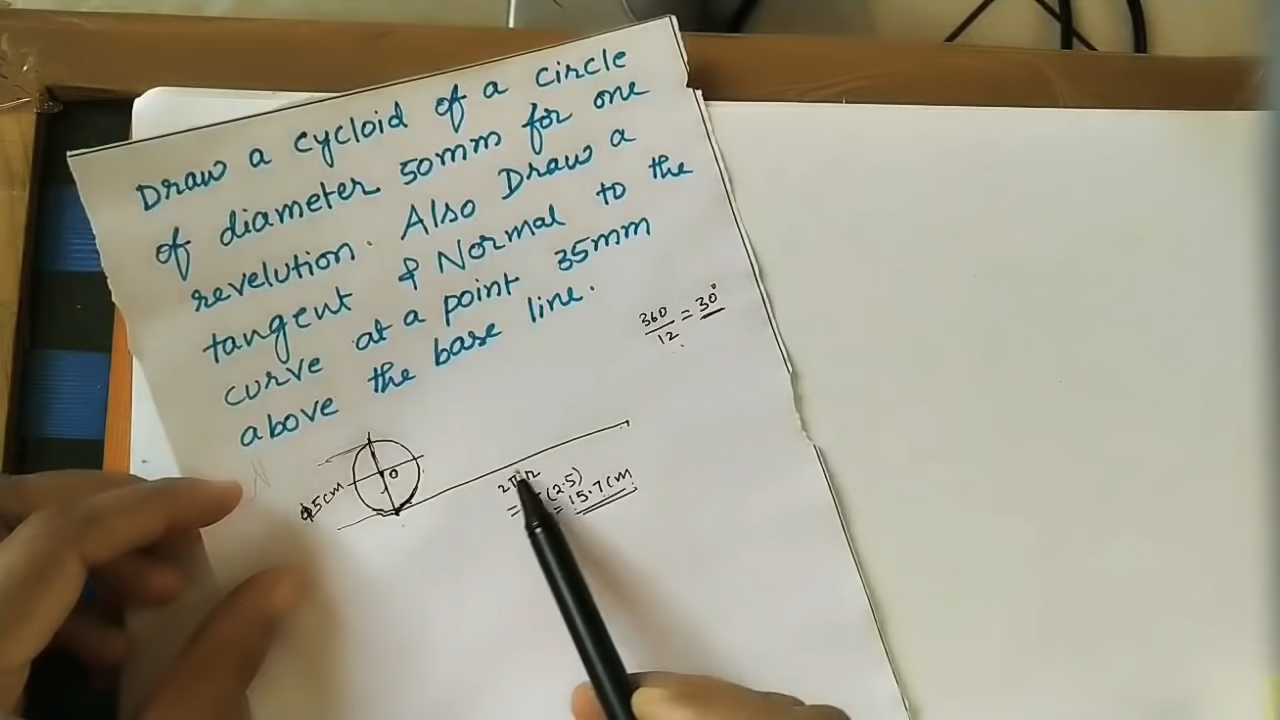 Draw a cycloid of a circle
of diameter 50mm for one
revelution. Also Draw a
tangent & Normal to the
curve at a point 35mm
above the base line.
360/12 = 30°
ϕ5cm
0
(2.5)
= 15.7cm